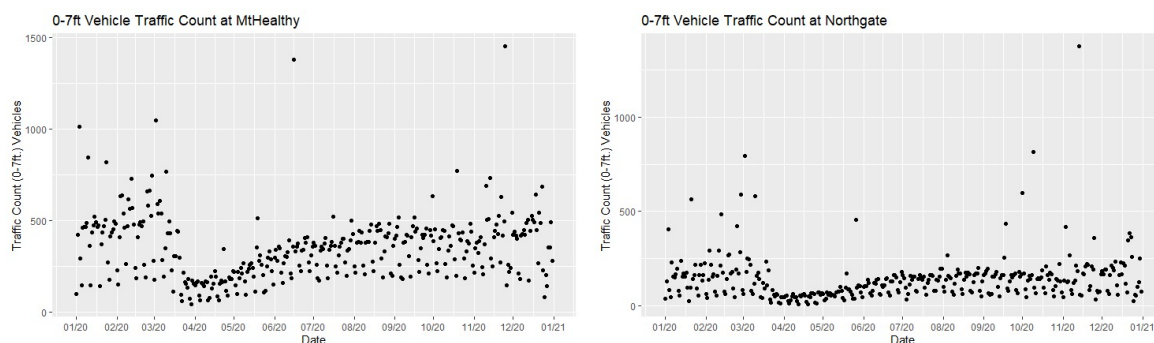 0-7ft Vehicle Traffic Count at MtHealthy
Traffic Count (0-7ft.) Vehicles
1500
1000
500
0
01/20 02/20 03/20 04/20 05/20 06/20 07/20 08/20 09/20 10/20 11/20 12/20 01/21
Date
0-7ft Vehicle Traffic Count at Northgate
Traffic Count (0-7ft.) Vehicles
1000
500
0
01/20 02/20 03/20 04/20 05/20 06/20 07/20 08/20 09/20 10/20 11/20 12/20 01/21
Date